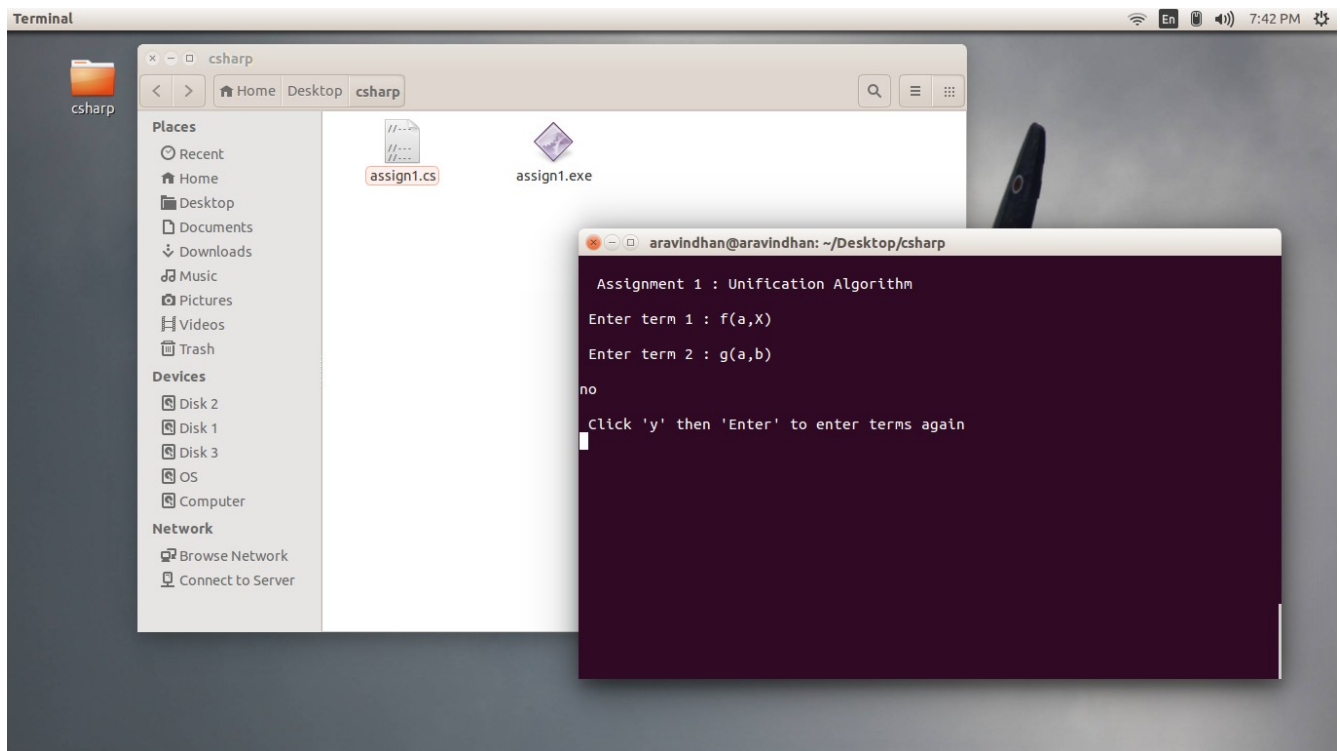 Terminal
En
7:42 PM
csharp
csharp
Home Desktop csharp
Places
Recent
Home
Desktop
Documents
Downloads
Music
Pictures
Videos
Trash
Devices
Disk 2
Disk 1
Disk 3
OS
Computer
Network
Browse Network
Connect to Server
//---
//---
//---
assign1.cs
assign1.exe
aravindhan@aravindhan: ~/Desktop/csharp
Assignment 1 : Unification Algorithm
Enter term 1 : f(a,X)
Enter term 2 : g(a,b)
no
Click 'y' then 'Enter' to enter terms again